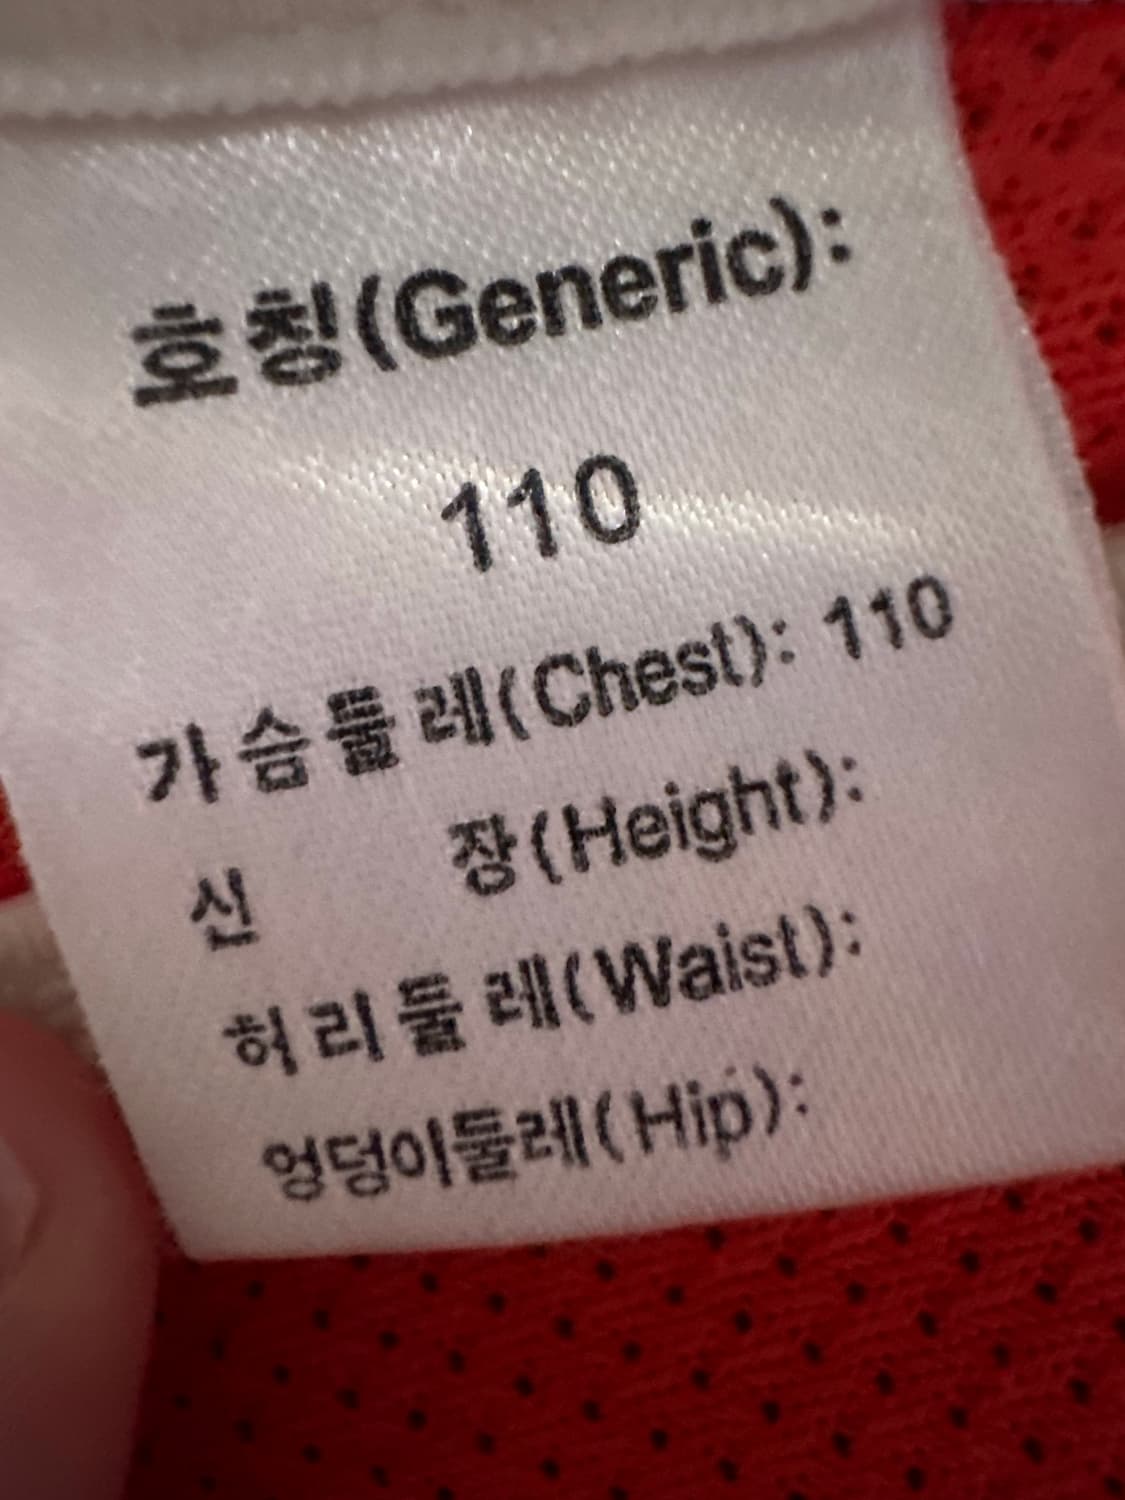 호칭(Generic):
110
가슴둘레(Chest): 110
신 장(Height):
허리둘레(Waist):
엉덩이둘레(Hip):